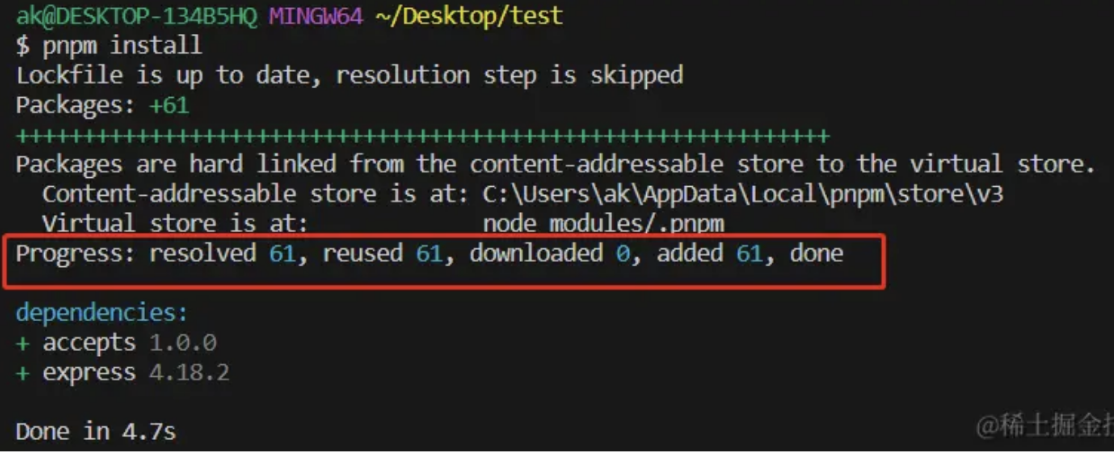 ak@DESKTOP-134B5HQ MINGW64 ~/Desktop/test
$ pnpm install
Lockfile is up to date, resolution step is skipped
Packages: +61
+++++++++++++++++++++++++++++++++++++++++++++++++++++++++++++
Packages are hard linked from the content-addressable store to the virtual store.
  Content-addressable store is at: C:\Users\ak\AppData\Local\pnpm\store\v3
  Virtual store is at:             node_modules/.pnpm
Progress: resolved 61, reused 61, downloaded 0, added 61, done
dependencies:
+ accepts 1.0.0
+ express 4.18.2
Done in 4.7s
@稀土掘金技